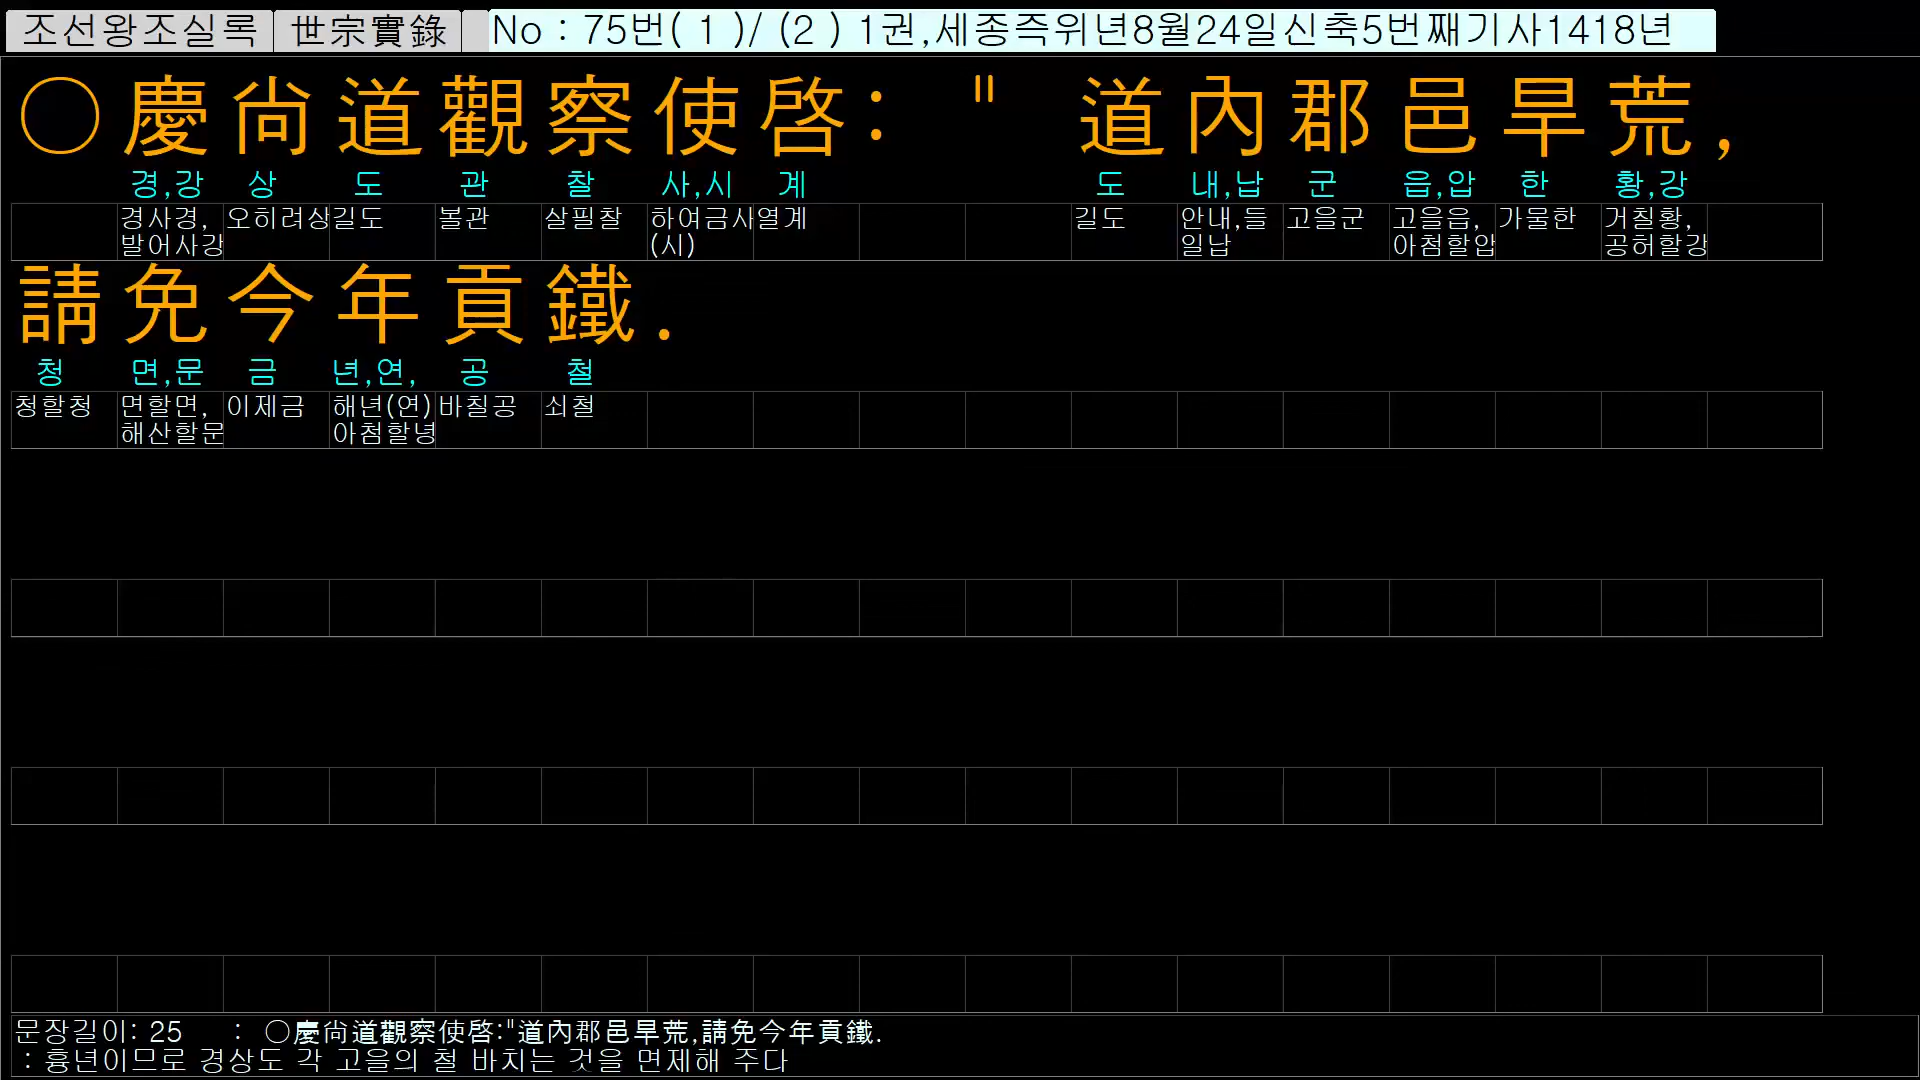 조선왕조실록 世宗實錄 No : 75번( 1 )/ (2 ) 1권,세종즉위년8월24일신축5번째기사1418년
○慶尙道觀察使啓: " 道內郡邑旱荒,
경,강 상 도 관 찰 사,시 계 도 내,납 군 읍,압 한 황,강
경사경, 오히려상 길도 볼관 살필찰 하여금사 열계 길도 안내,들 고을군 고을읍, 가물한 거칠황,
발어사강 (시) 일납 아첨할압 공허할강
請免今年貢鐵.
청 면,문 금 년,연, 공 철
청할청 면할면, 이제금 해년(연) 바칠공 쇠철
해산할문 아첨할녕
문장길이: 25 : ○慶尙道觀察使啓:"道內郡邑旱荒,請免今年貢鐵.
: 흉년이므로 경상도 각 고을의 철 바치는 것을 면제해 주다